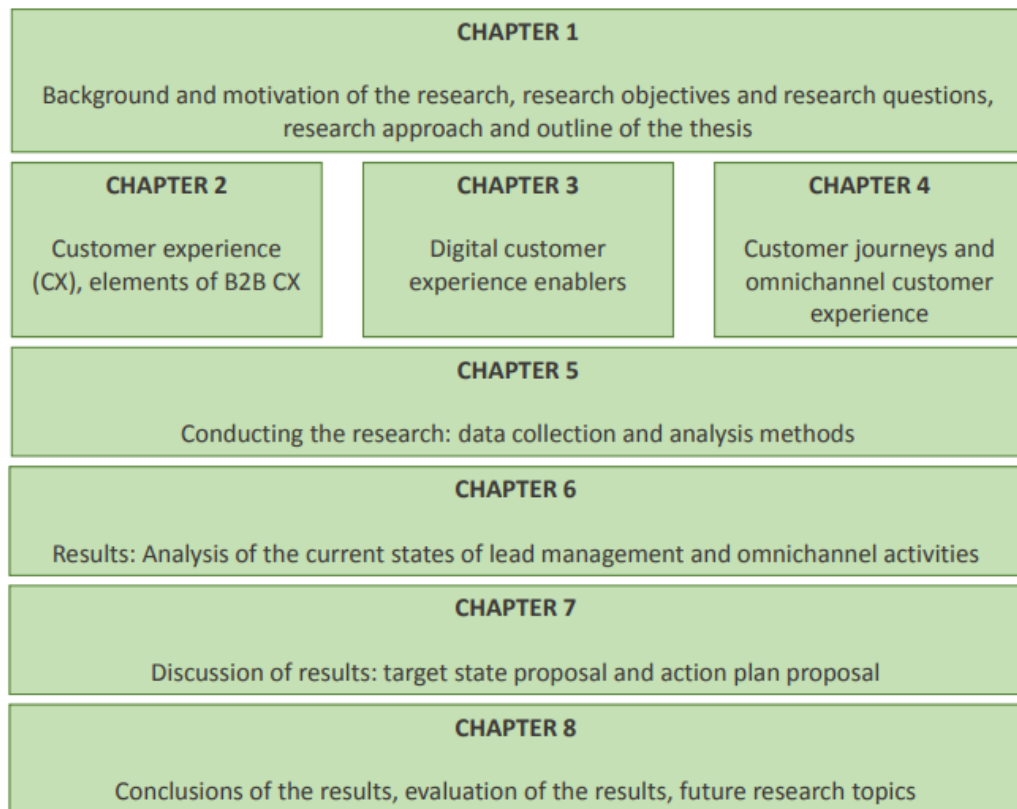 CHAPTER 1
Background and motivation of the research, research objectives and research questions,
research approach and outline of the thesis
CHAPTER 2
Customer experience
(CX), elements of B2B CX
CHAPTER 3
Digital customer
experience enablers
CHAPTER 4
Customer journeys and
omnichannel customer
experience
CHAPTER 5
Conducting the research: data collection and analysis methods
CHAPTER 6
Results: Analysis of the current states of lead management and omnichannel activities
CHAPTER 7
Discussion of results: target state proposal and action plan proposal
CHAPTER 8
Conclusions of the results, evaluation of the results, future research topics